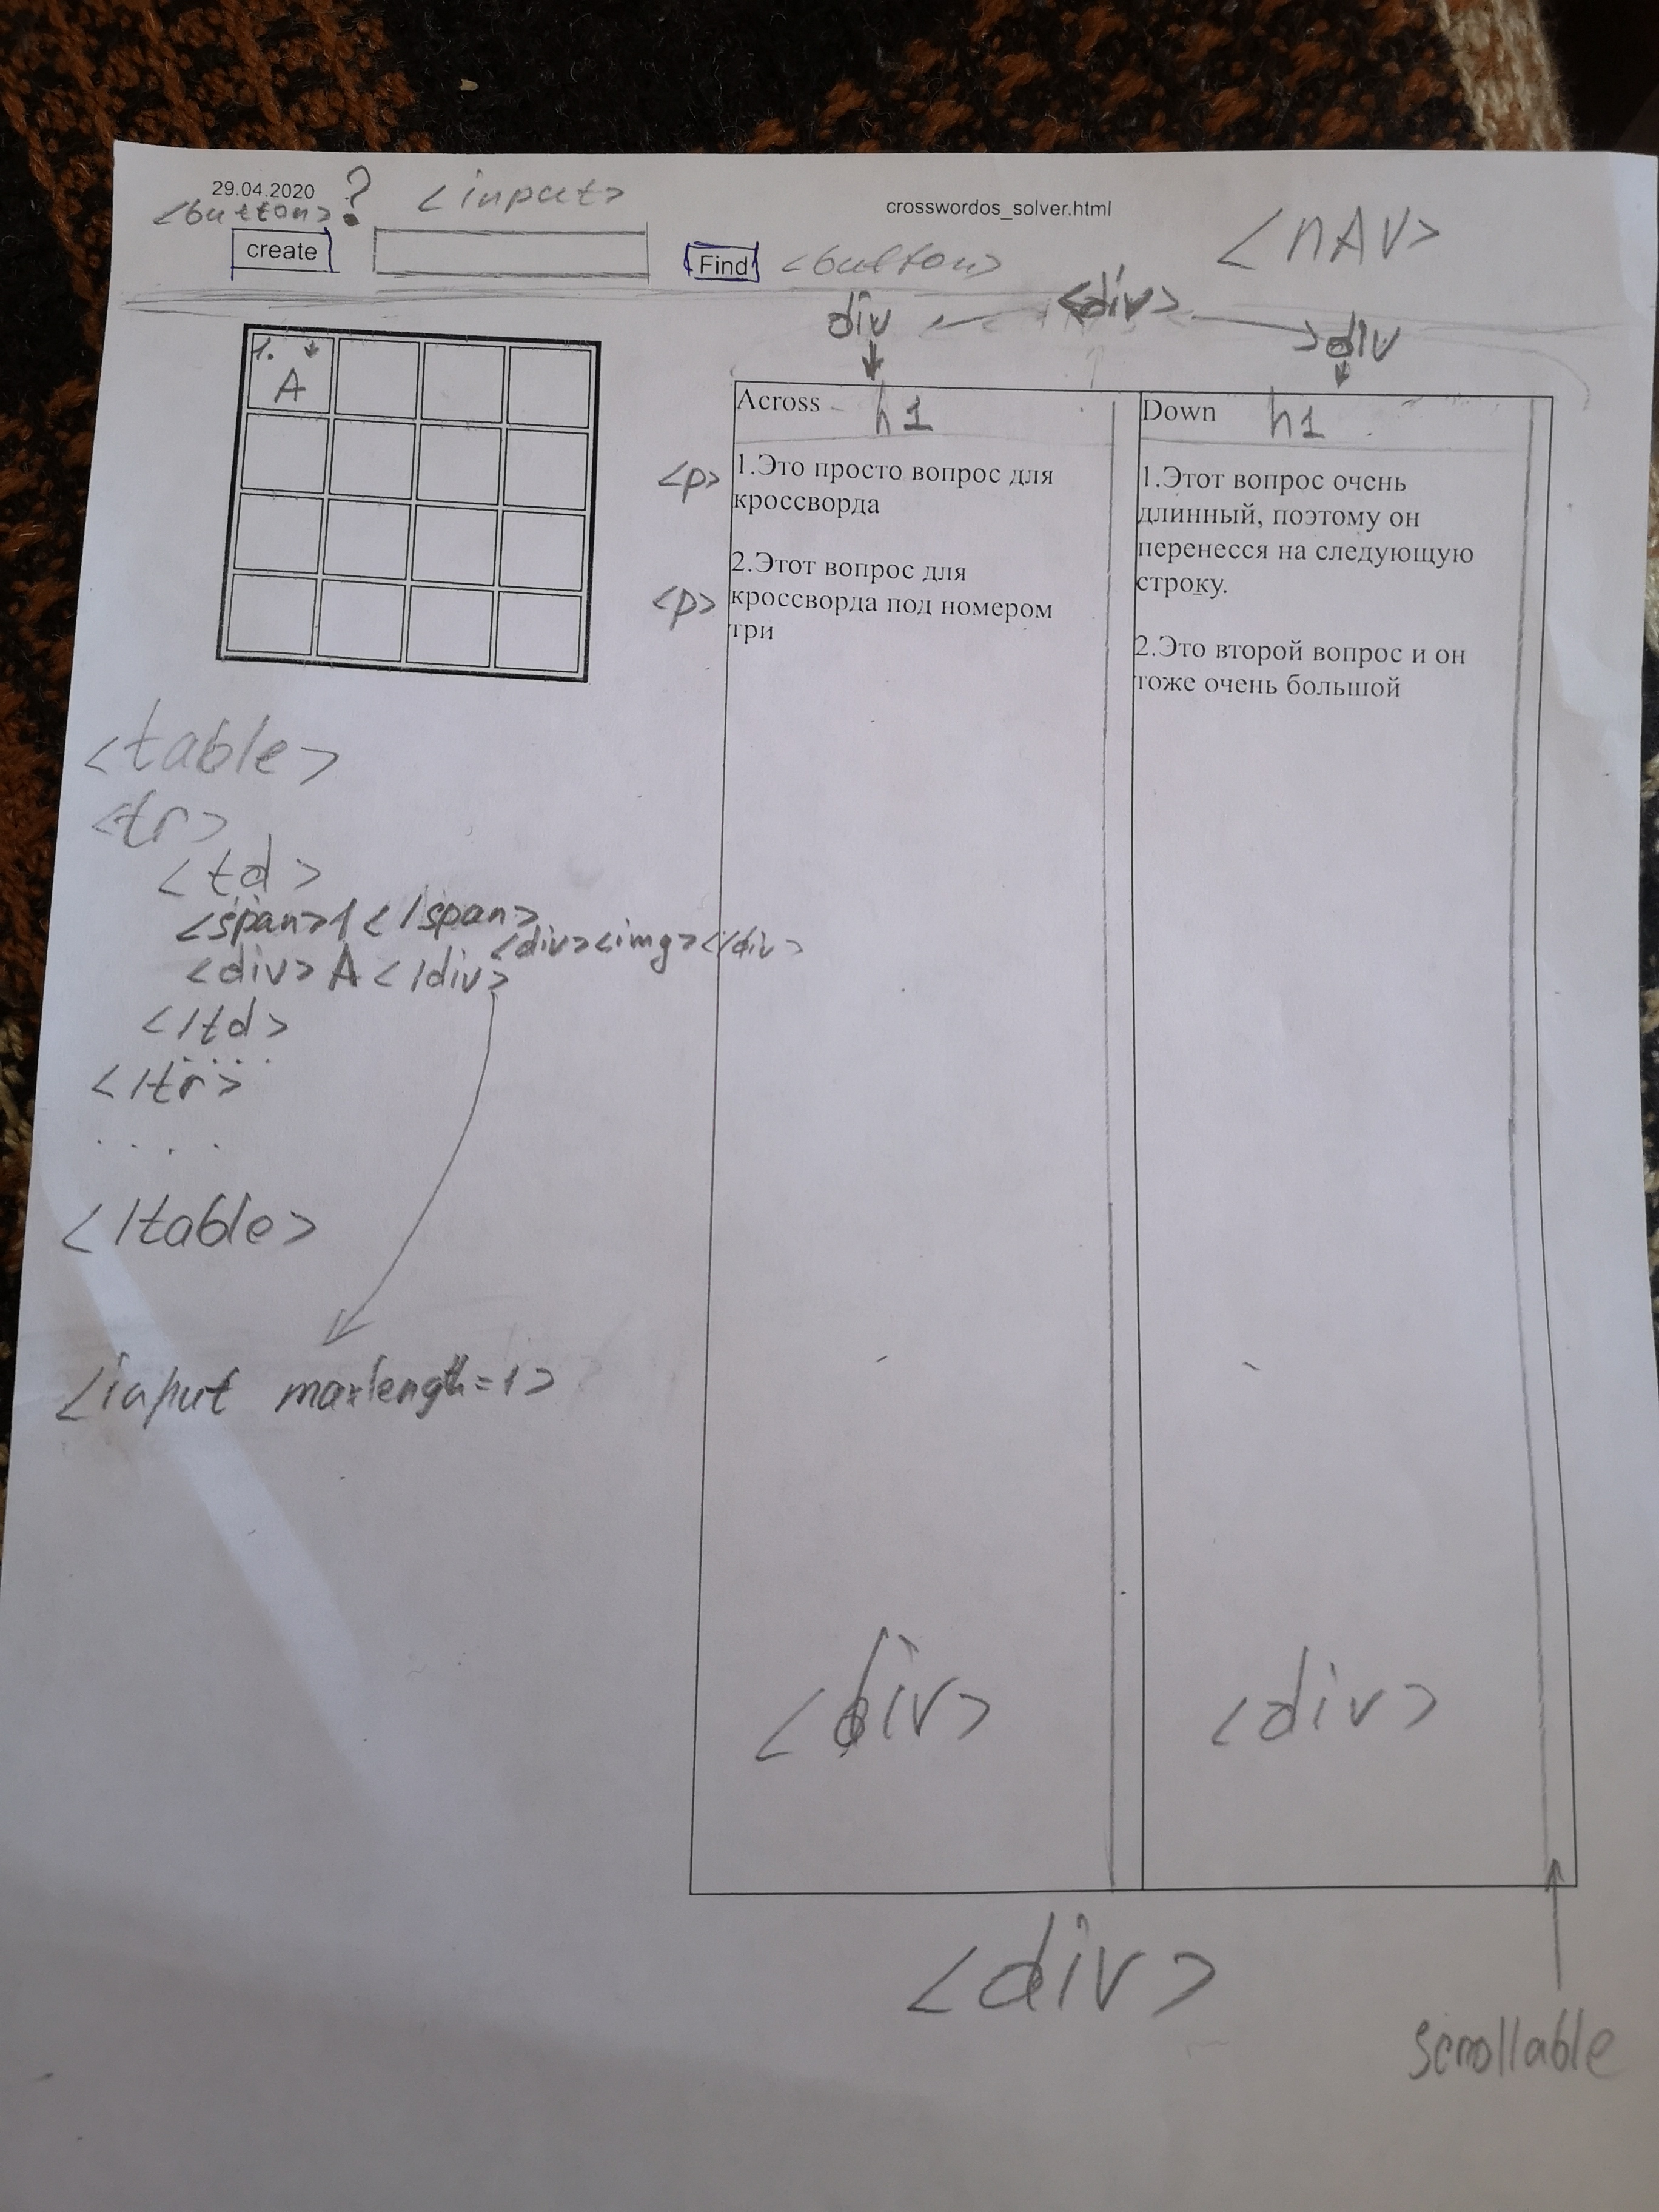 29.04.2020 ? <input> crosswordos_solver.html
<button> <nAV>
create Find <button>
<div>
div div
1.
A
Across h1
<p> 1.Это просто вопрос для
кроссворда
2.Этот вопрос для
<p> кроссворда под номером
три
Down h1
1.Этот вопрос очень
длинный, поэтому он
перенесся на следующую
строку.
2.Это второй вопрос и он
тоже очень большой
<table>
<tr>
<td>
<span>1</span>
<div><img></div>
<div>A</div>
</td>
....
</tr>
....
</table>
<input maxlength=1>
<div> <div>
<div>
scrollable